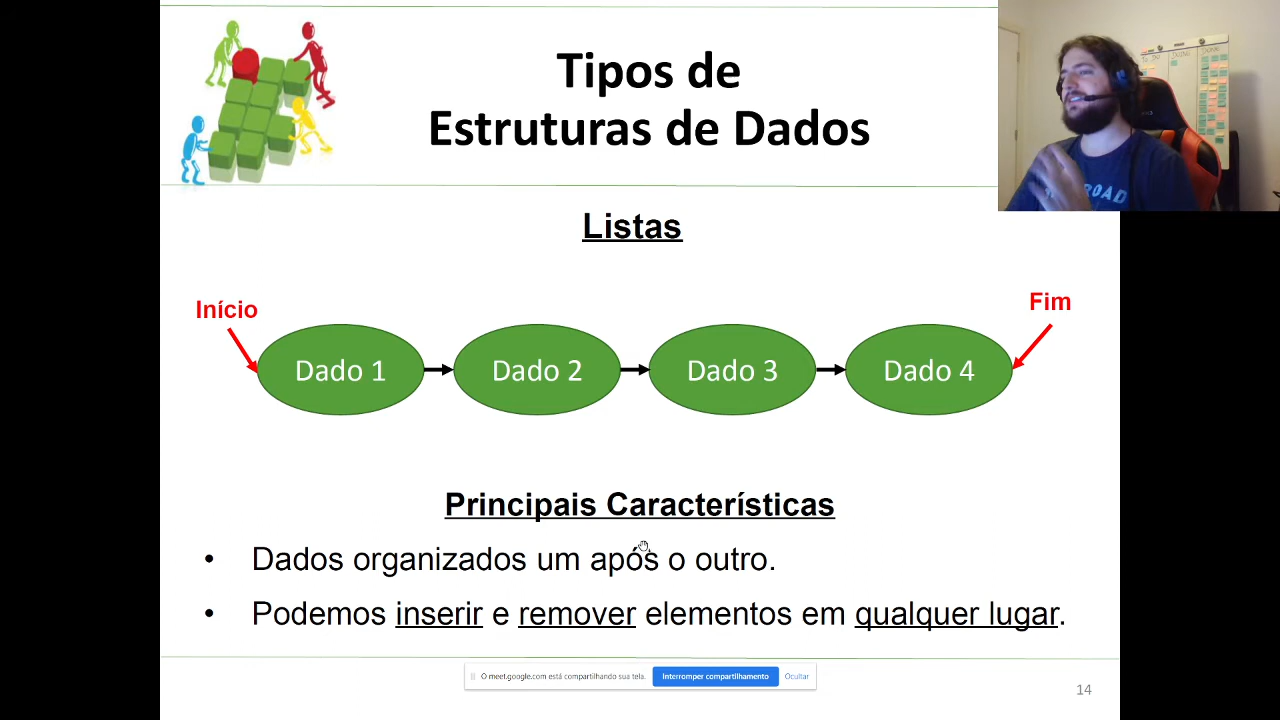 Tipos de
Estruturas de Dados
ROAD
Listas
Início
Fim
Dado 1
Dado 2
Dado 3
Dado 4
Principais Características
• Dados organizados um após o outro.
• Podemos inserir e remover elementos em qualquer lugar.
O meet.google.com está compartilhando sua tela.
Interromper compartilhamento
Ocultar
14